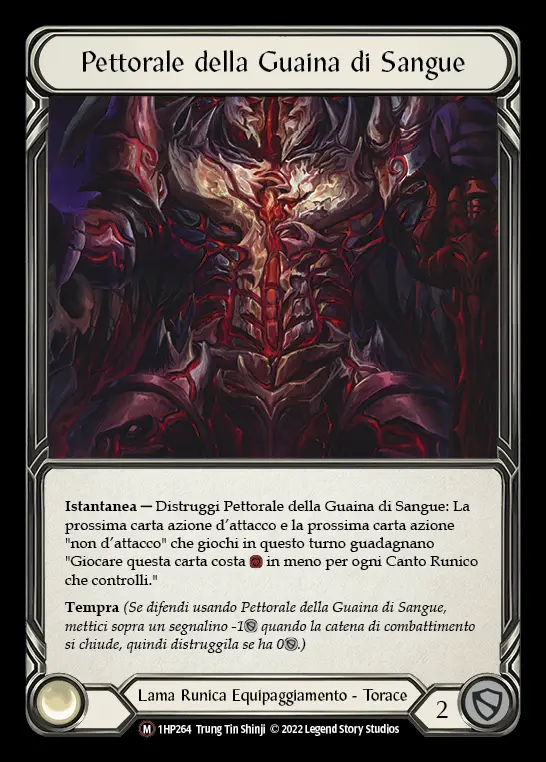 Pettorale della Guaina di Sangue
Istantanea — Distruggi Pettorale della Guaina di Sangue: La
prossima carta azione d'attacco e la prossima carta azione
"non d'attacco" che giochi in questo turno guadagnano
"Giocare questa carta costa in meno per ogni Canto Runico
che controlli."
Tempra (Se difendi usando Pettorale della Guaina di Sangue,
mettici sopra un segnalino -1 quando la catena di combattimento
si chiude, quindi distruggila se ha 0.)
Lama Runica Equipaggiamento - Torace
2
M 1HP264 Trung Tin Shinji © 2022 Legend Story Studios